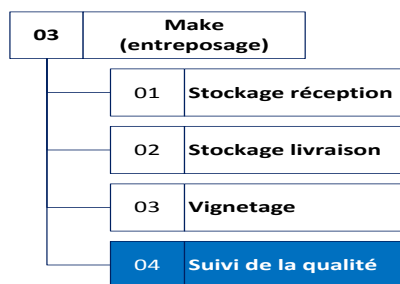 03 Make
(entreposage)
01 Stockage réception
02 Stockage livraison
03 Vignetage
04 Suivi de la qualité